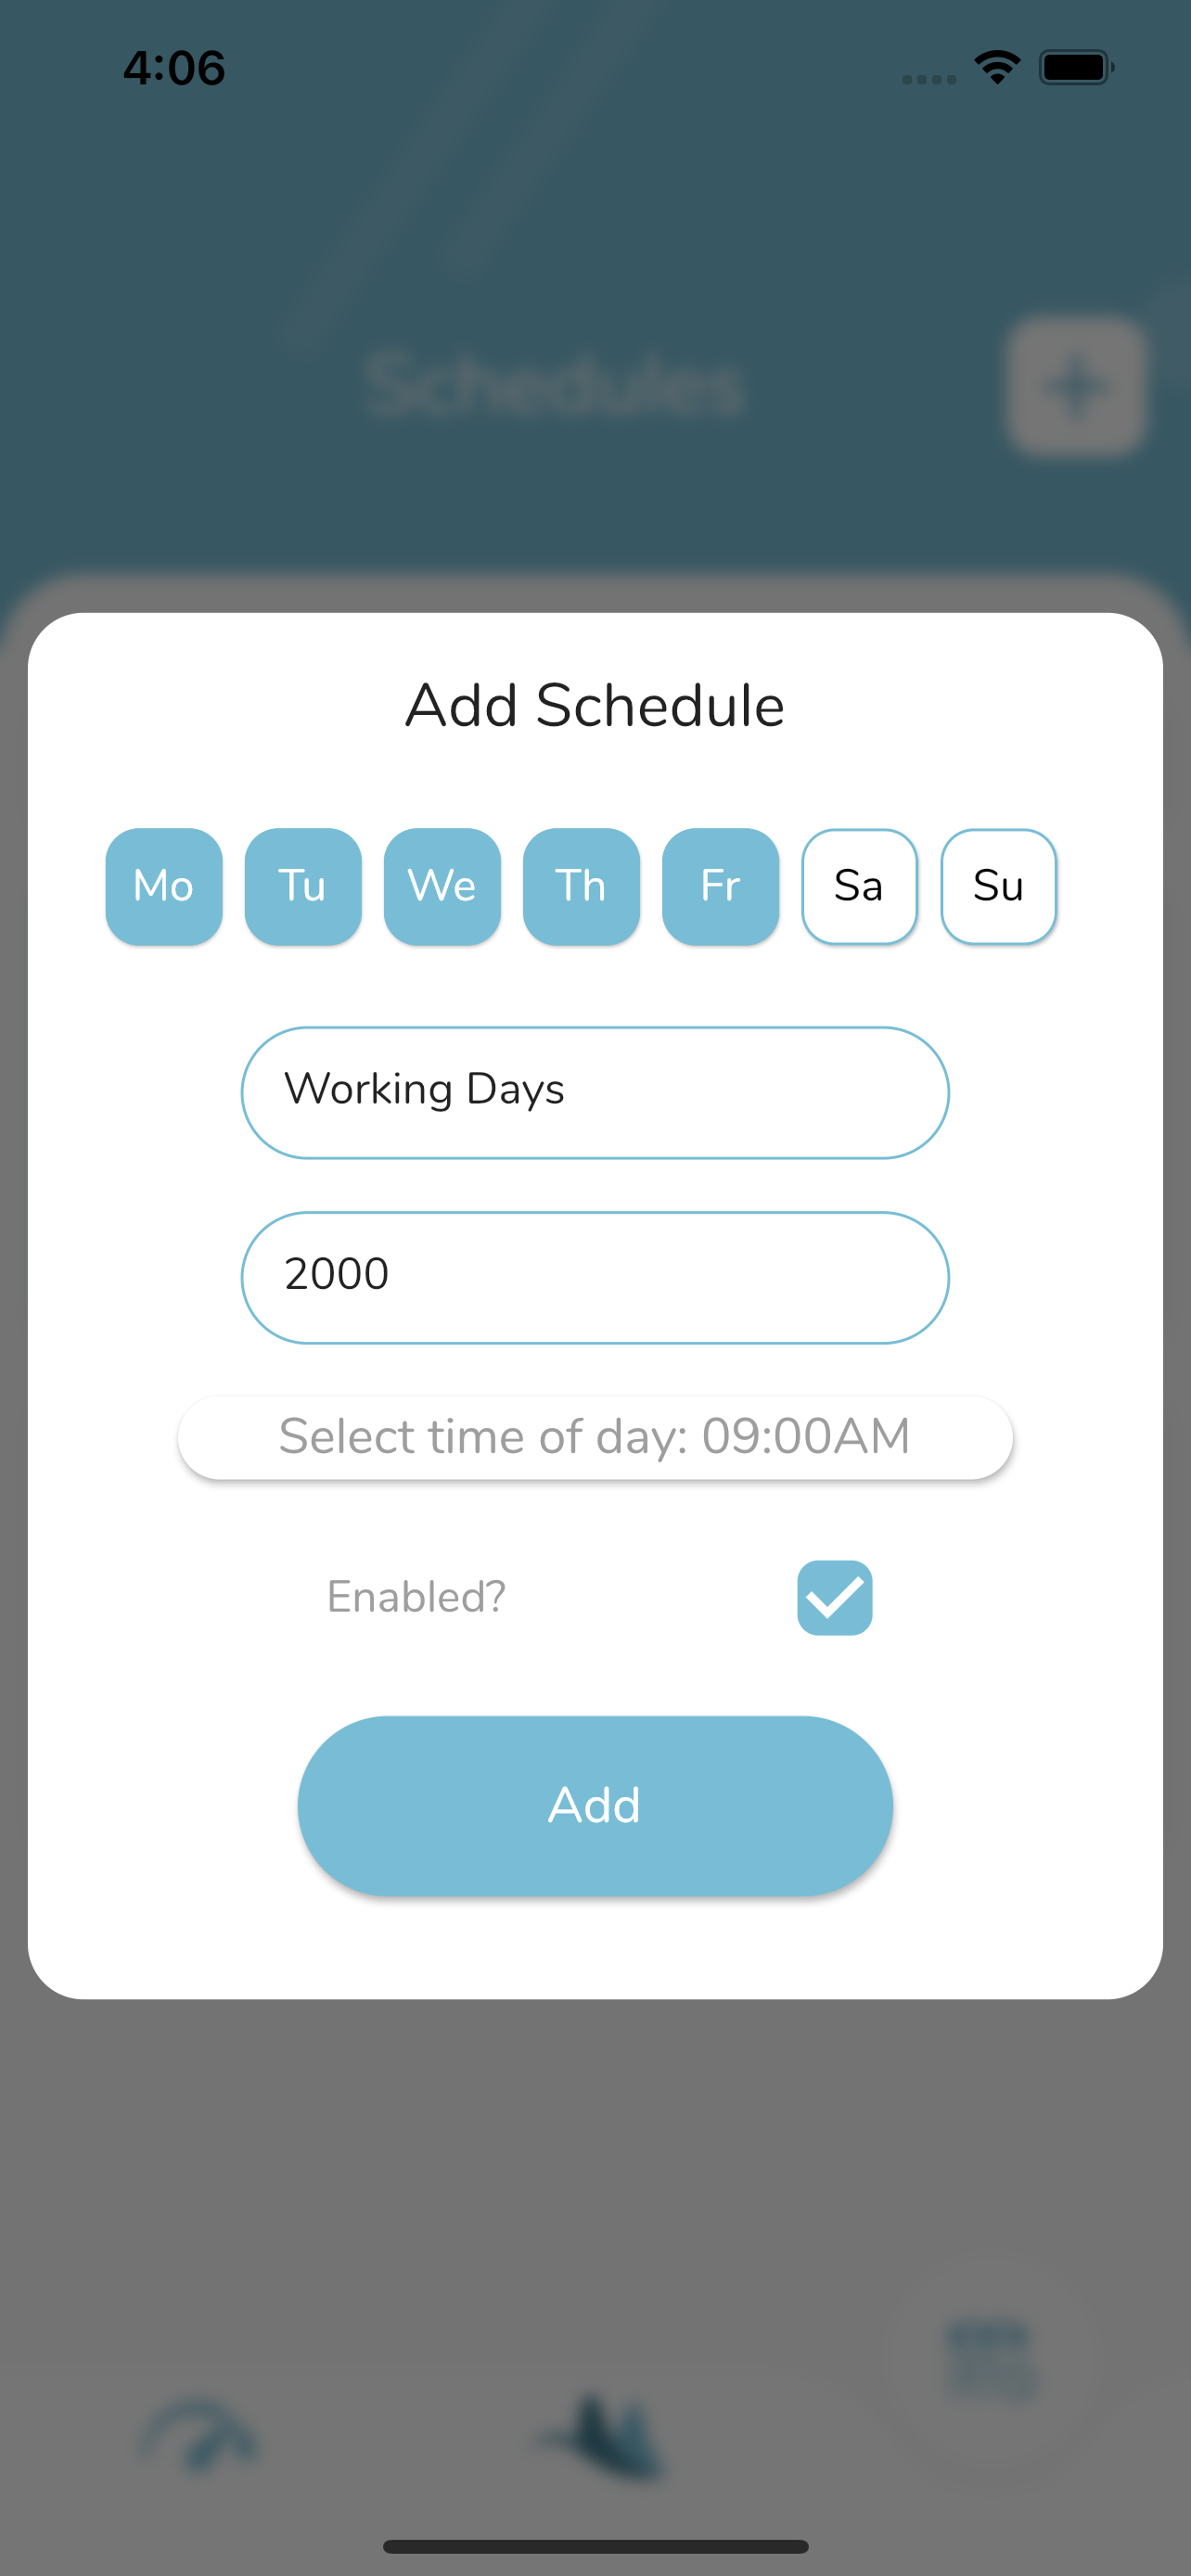 4:06
Schedules
Add Schedule
Mo Tu We Th Fr Sa Su
Working Days
2000
Select time of day: 09:00AM
Enabled?
Add